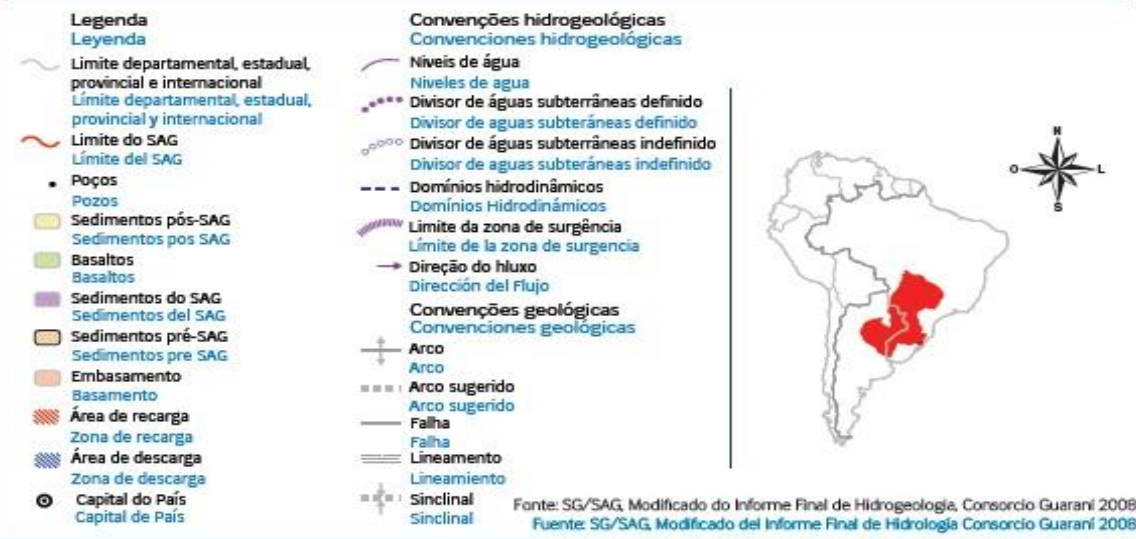 Legenda
Leyenda
Limite departamental, estadual,
provincial e internacional
Límite departamental, estadual,
provincial y internacional
Limite do SAG
Límite del SAG
Poços
Pozos
Sedimentos pós-SAG
Sedimentos pos SAG
Basaltos
Basaltos
Sedimentos do SAG
Sedimentos del SAG
Sedimentos pré-SAG
Sedimentos pre SAG
Embasamento
Basamento
Área de recarga
Zona de recarga
Área de descarga
Zona de descarga
Capital do País
Capital de País
Convenções hidrogeológicas
Convenciones hidrogeológicas
Níveis de água
Niveles de agua
Divisor de águas subterrâneas definido
Divisor de aguas subteráneas definido
Divisor de águas subterrâneas indefinido
Divisor de aguas subteráneas indefinido
Domínios hidrodinâmicos
Domínios Hidrodinámicos
Limite da zona de surgência
Límite de la zona de surgencia
Direção do hluxo
Dirección del Flujo
Convenções geológicas
Convenciones geológicas
Arco
Arco
Arco sugerido
Arco sugerido
Falha
Falha
Lineamento
Lineamiento
Sinclinal
Sinclinal
N
O
L
S
Fonte: SG/SAG, Modificado do Informe Final de Hidrogeologia, Consorcio Guaraní 2008
Fuente: SG/SAG, Modificado del Informe Final de Hidrología Consorcio Guaraní 2008